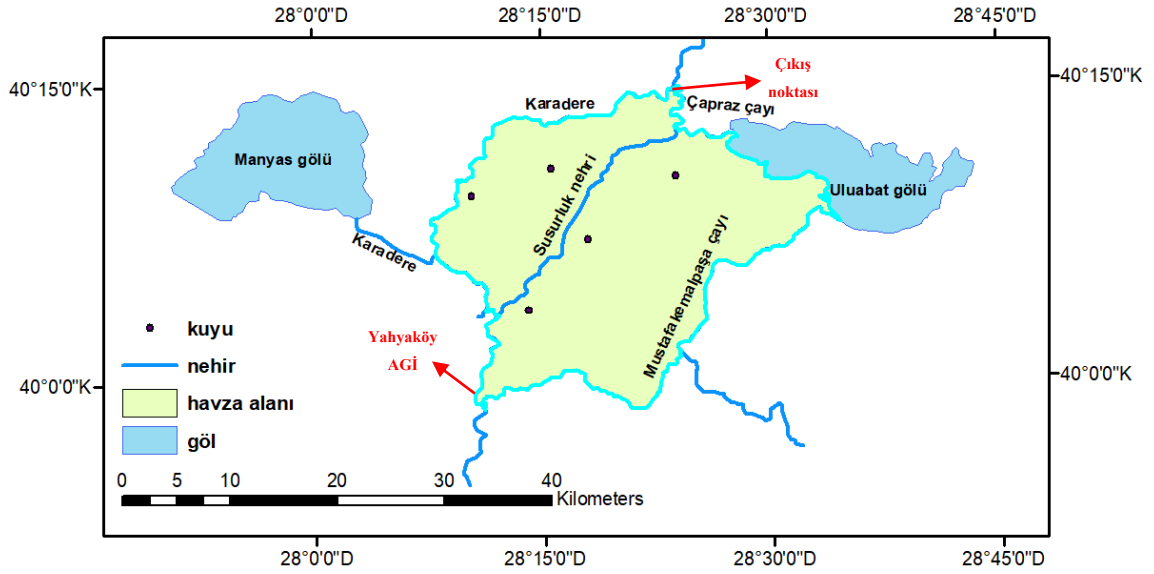 28°0'0"D
28°15'0"D
28°30'0"D
28°45'0"D
40°15'0"K
40°15'0"K
Çıkış
noktası
Karadere
Çapraz çayı
Manyas gölü
Susurluk nehri
Uluabat gölü
Karadere
Mustafakemalpaşa çayı
Yahyaköy
AGİ
kuyu
nehir
40°0'0"K
40°0'0"K
havza alanı
göl
0 5 10 20 30 40
Kilometers
28°0'0"D
28°15'0"D
28°30'0"D
28°45'0"D